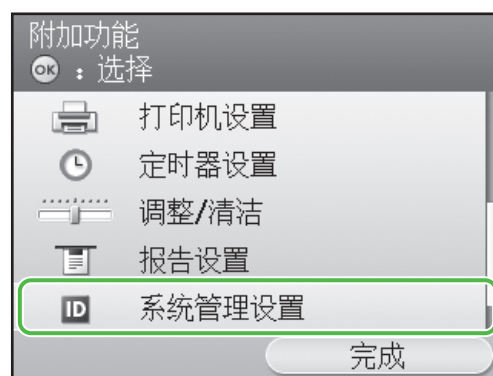 附加功能
OK : 选择
打印机设置
定时器设置
调整/清洁
报告设置
ID 系统管理设置
完成